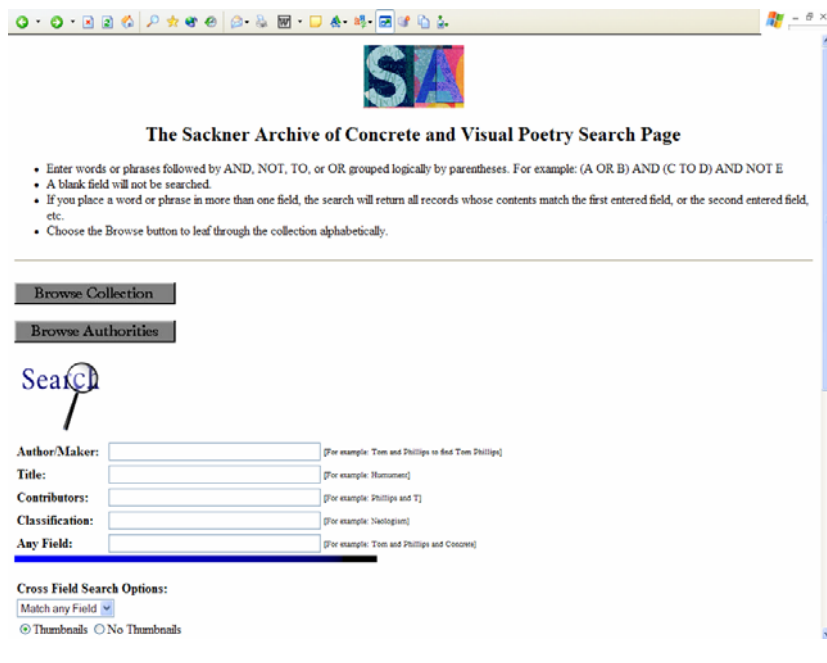 SA
The Sackner Archive of Concrete and Visual Poetry Search Page
• Enter words or phrases followed by AND, NOT, TO, or OR grouped logically by parentheses. For example: (A OR B) AND (C TO D) AND NOT E
• A blank field will not be searched.
• If you place a word or phrase in more than one field, the search will return all records whose contents match the first entered field, or the second entered field,
etc.
• Choose the Browse button to leaf through the collection alphabetically.
Browse Collection
Browse Authorities
Search
Author/Maker: [For example: Tom and Phillips to find Tom Phillips]
Title: [For example: Humument]
Contributors: [For example: Phillips and T]
Classification: [For example: Neologism]
Any Field: [For example: Tom and Phillips and Concrete]
Cross Field Search Options:
Match any Field
Thumbnails No Thumbnails